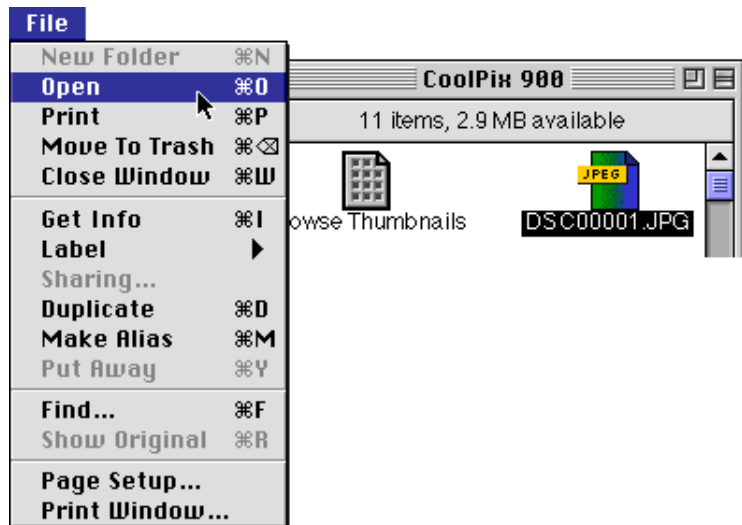 File
New Folder ⌘N
Open ⌘O
Print ⌘P
Move To Trash ⌘⌫
Close Window ⌘W
Get Info ⌘I
Label
Sharing...
Duplicate ⌘D
Make Alias ⌘M
Put Away ⌘Y
Find... ⌘F
Show Original ⌘R
Page Setup...
Print Window...
CoolPix 900
11 items, 2.9 MB available
JPEG
owse Thumbnails
DSC00001.JPG